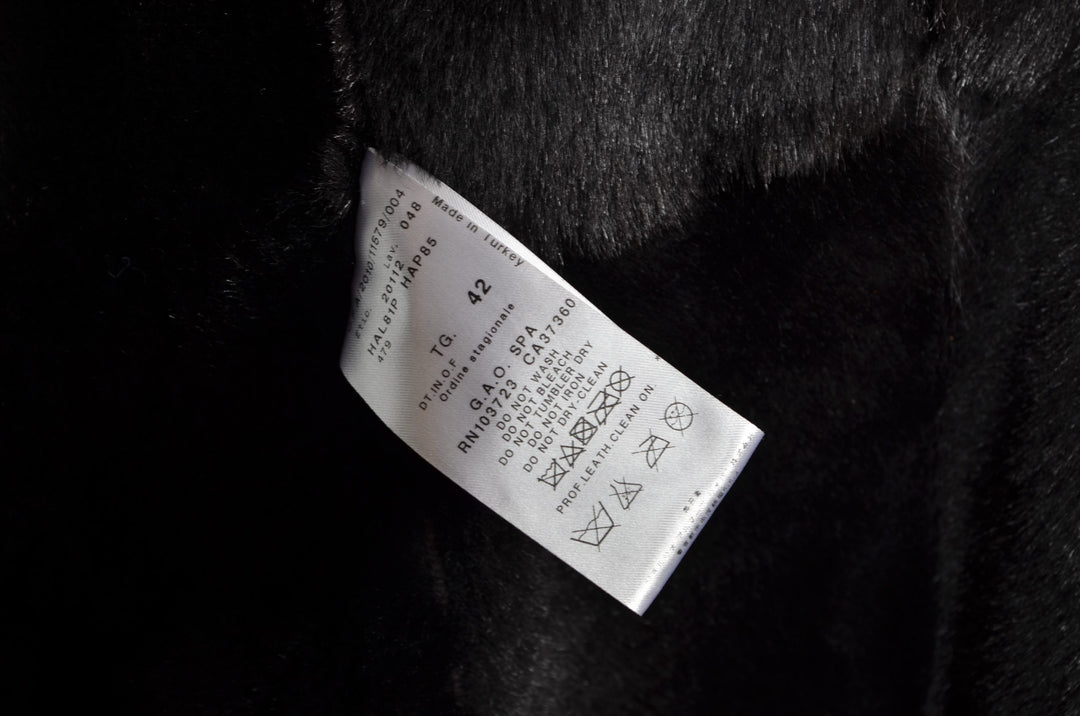 Made in Turkey
A/2010/11579/004
20112 Lav. 048
HAL81P HAP85
479
TG. 42
DT.IN.O.F
Ordine stagionale
G.A.O. SPA
RN103723 CA37360
DO NOT WASH
DO NOT BLEACH
DO NOT TUMBLER DRY
DO NOT IRON
DO NOT DRY-CLEAN
PROF.LEATH.CLEAN ON